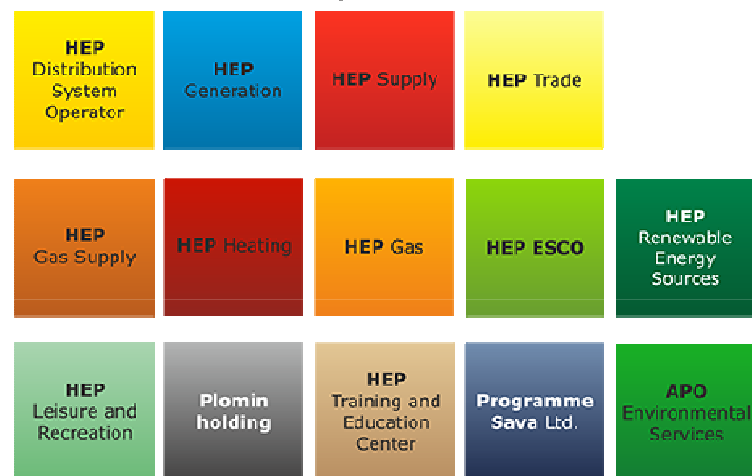 HEP
Distribution
System
Operator
HEP
Generation
HEP Supply
HEP Trade
HEP
Gas Supply
HEP Heating
HEP Gas
HEP ESCO
HEP
Renewable
Energy
Sources
HEP
Leisure and
Recreation
Plomin
holding
HEP
Training and
Education
Center
Programme
Sava Ltd.
APO
Environmental
Services